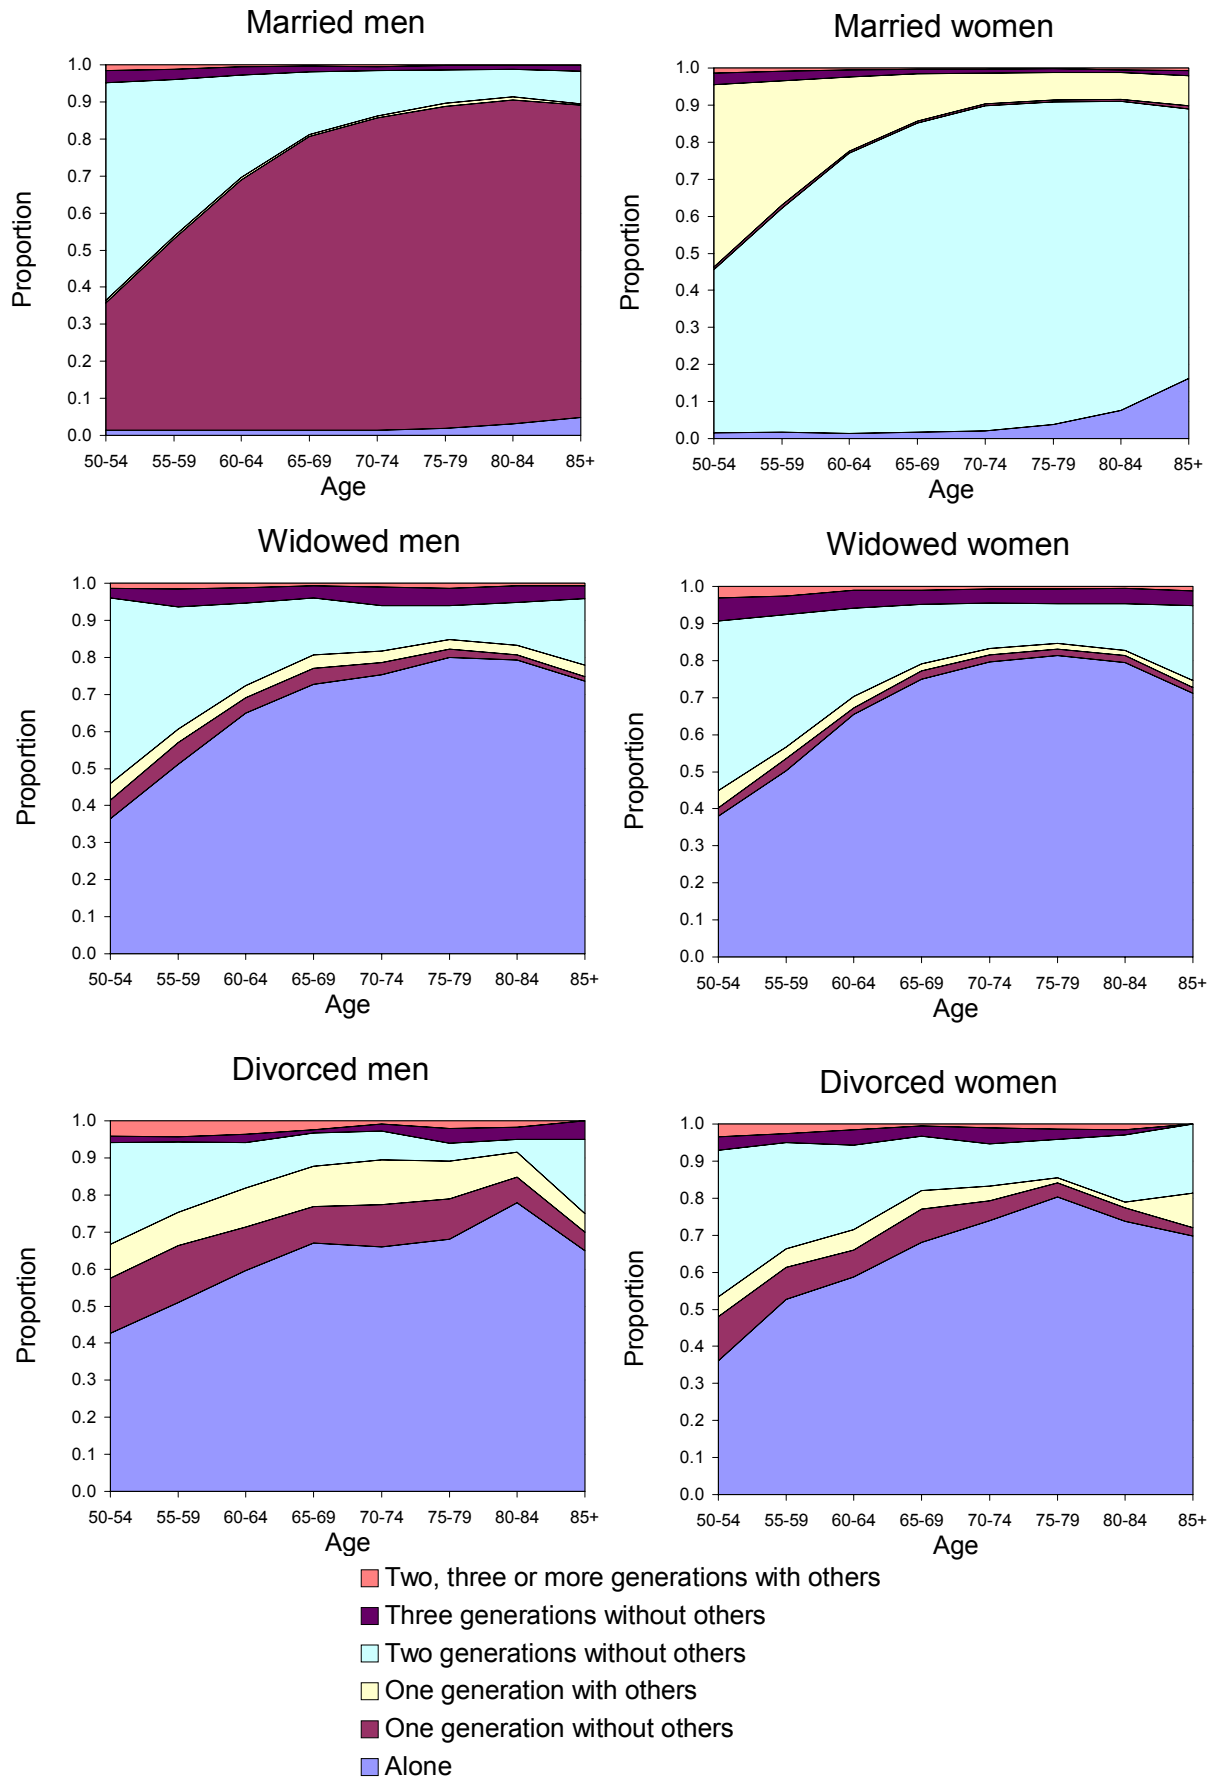 Married men
Married women
1.0
0.9
0.8
0.7
0.6
0.5
0.4
0.3
0.2
0.1
0.0
Proportion
50-54 55-59 60-64 65-69 70-74 75-79 80-84 85+
Age
1.0
0.9
0.8
0.7
0.6
0.5
0.4
0.3
0.2
0.1
0.0
Proportion
50-54 55-59 60-64 65-69 70-74 75-79 80-84 85+
Age
Widowed men
Widowed women
1.0
0.9
0.8
0.7
0.6
0.5
0.4
0.3
0.2
0.1
0.0
Proportion
50-54 55-59 60-64 65-69 70-74 75-79 80-84 85+
Age
1.0
0.9
0.8
0.7
0.6
0.5
0.4
0.3
0.2
0.1
0.0
Proportion
50-54 55-59 60-64 65-69 70-74 75-79 80-84 85+
Age
Divorced men
Divorced women
1.0
0.9
0.8
0.7
0.6
0.5
0.4
0.3
0.2
0.1
0.0
Proportion
50-54 55-59 60-64 65-69 70-74 75-79 80-84 85+
Age
1.0
0.9
0.8
0.7
0.6
0.5
0.4
0.3
0.2
0.1
0.0
Proportion
50-54 55-59 60-64 65-69 70-74 75-79 80-84 85+
Age
Two, three or more generations with others
Three generations without others
Two generations without others
One generation with others
One generation without others
Alone